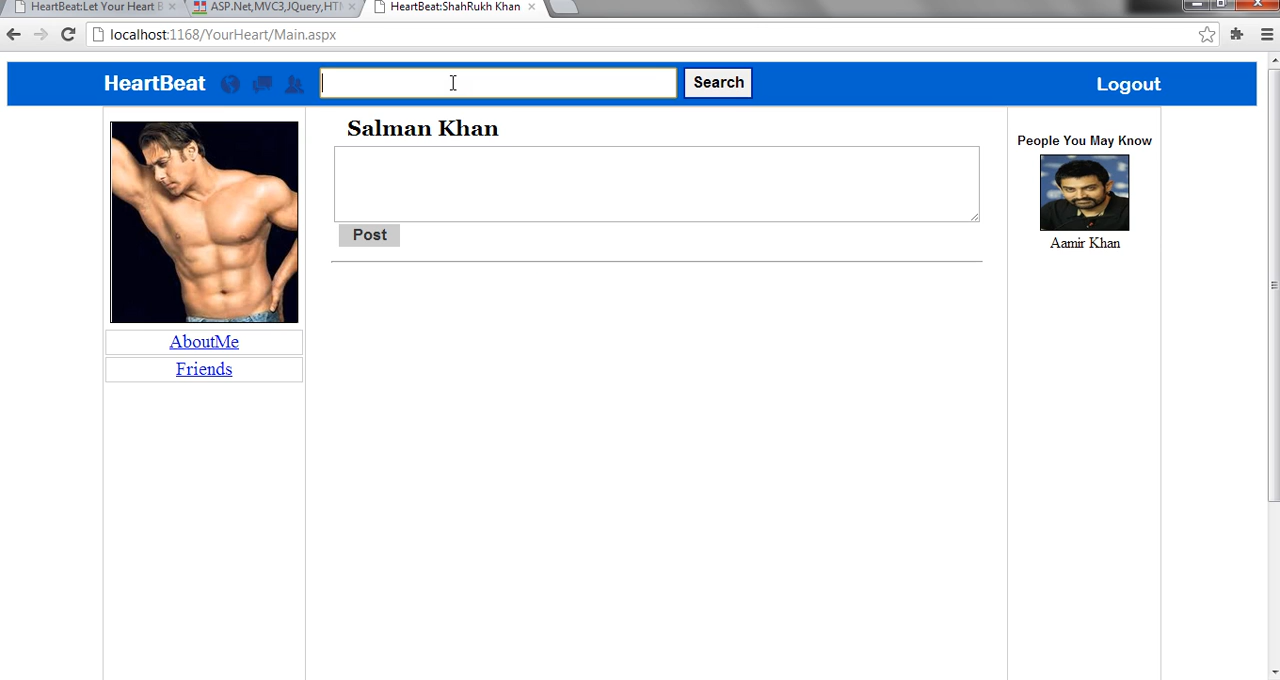 HeartBeat:Let Your Heart B
ASP.Net,MVC3,JQuery,HTM
HeartBeat:ShahRukh Khan
localhost:1168/YourHeart/Main.aspx
HeartBeat
Search
Logout
Salman Khan
Post
AboutMe
Friends
People You May Know
Aamir Khan